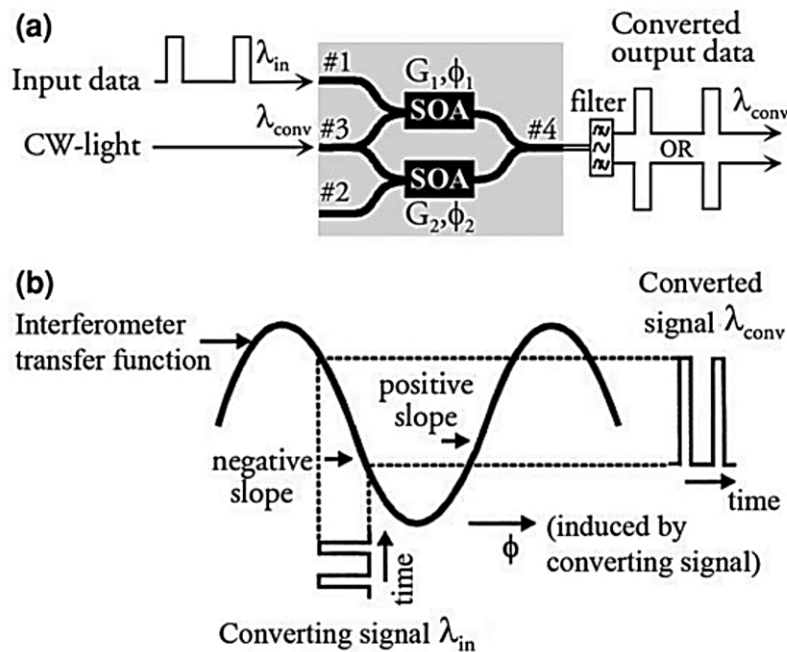 (a)
Input data
λin
CW-light
λconv
#1
#3
#2
G1,ϕ1
SOA
SOA
G2,ϕ2
#4
filter
Converted
output data
λconv
OR
(b)
Interferometer
transfer function
positive
slope
negative
slope
Converted
signal λconv
time
ϕ
(induced by
converting signal)
time
Converting signal λin